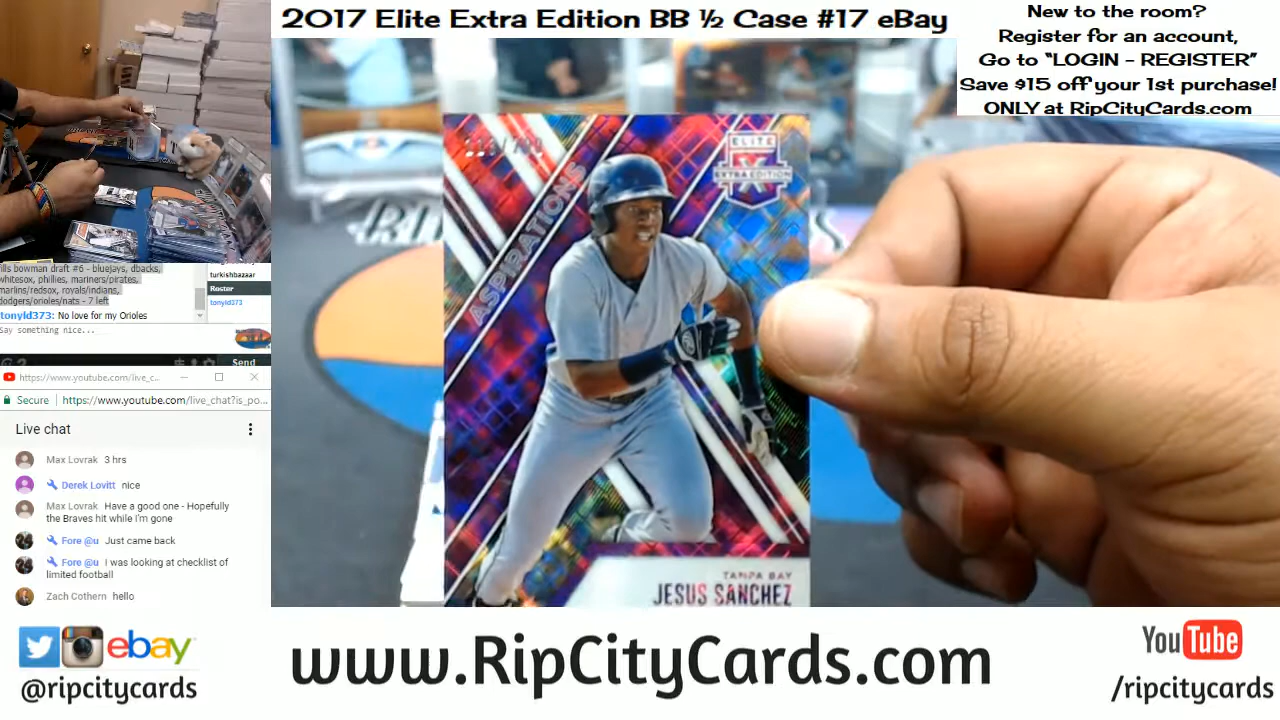 2017 Elite Extra Edition BB ½ Case #17 eBay
New to the room?
Register for an account,
Go to “LOGIN - REGISTER”
Save $15 off your 1st purchase!
ONLY at RipCityCards.com
ELITE
X
EXTRA EDITION
ASPIRATIONS
TAMPA BAY
JESUS SANCHEZ
ills bowman draft #6 - bluejays, dbacks,
whitesox, phillies, mariners/pirates,
marlins/redsox, royals/indians,
dodgers/orioles/nats - 7 left
tonyld373: No love for my Orioles
turkishbazaar
Roster
tonyld373
Say something nice...
Send
https://www.youtube.com/live_c...
Secure https://www.youtube.com/live_chat?is_po...
Live chat
Max Lovrak 3 hrs
Derek Lovitt nice
Max Lovrak Have a good one - Hopefully
the Braves hit while I'm gone
Fore @u Just came back
Fore @u I was looking at checklist of
limited football
Zach Cothern hello
ebay
@ripcitycards
www.RipCityCards.com
YouTube
/ripcitycards